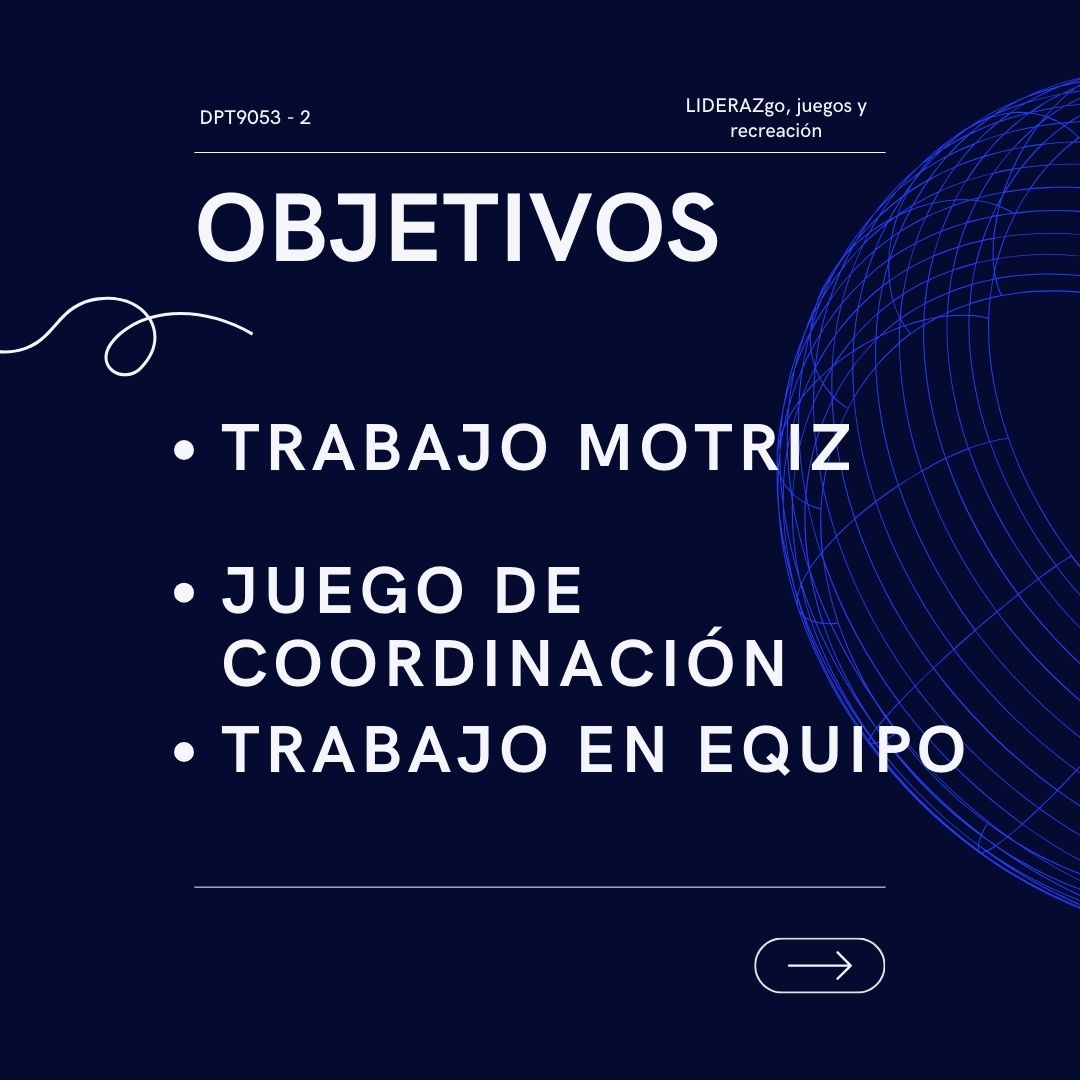 DPT9053 - 2
LIDERAZgo, juegos y
recreación
OBJETIVOS
• TRABAJO MOTRIZ
• JUEGO DE
COORDINACIÓN
• TRABAJO EN EQUIPO